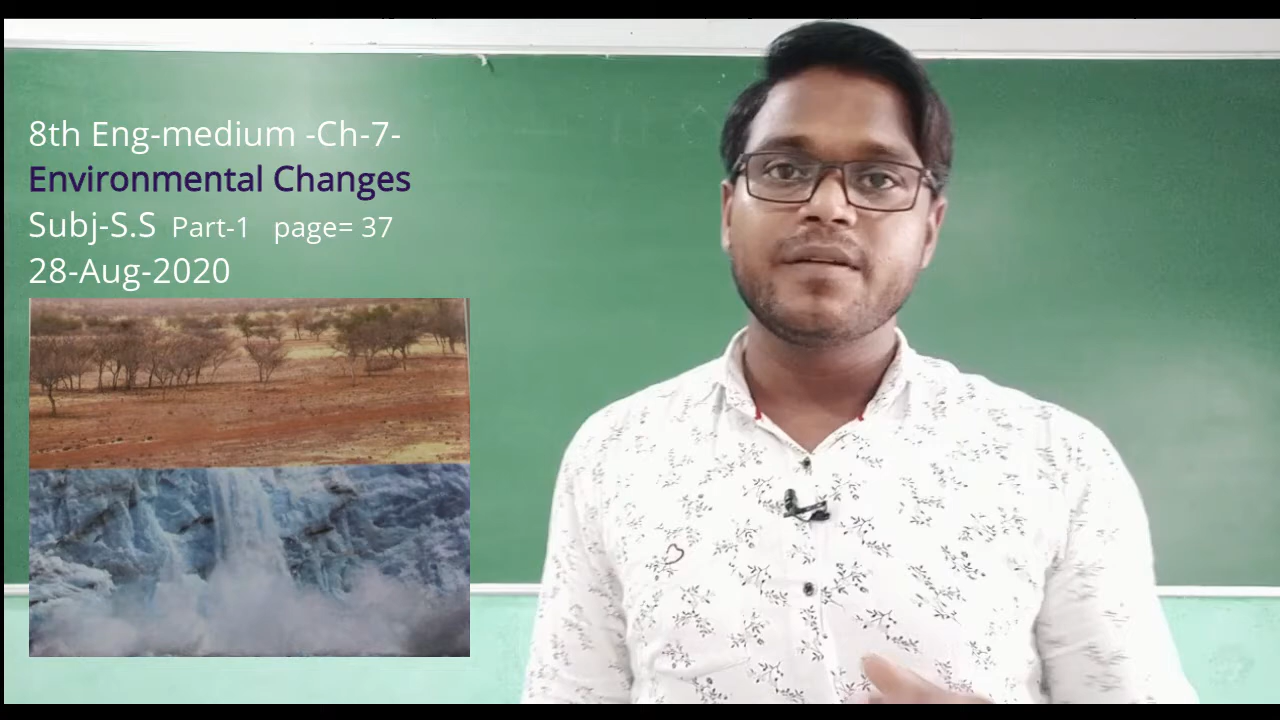 8th Eng-medium -Ch-7-
Environmental Changes
Subj-S.S Part-1 page= 37
28-Aug-2020